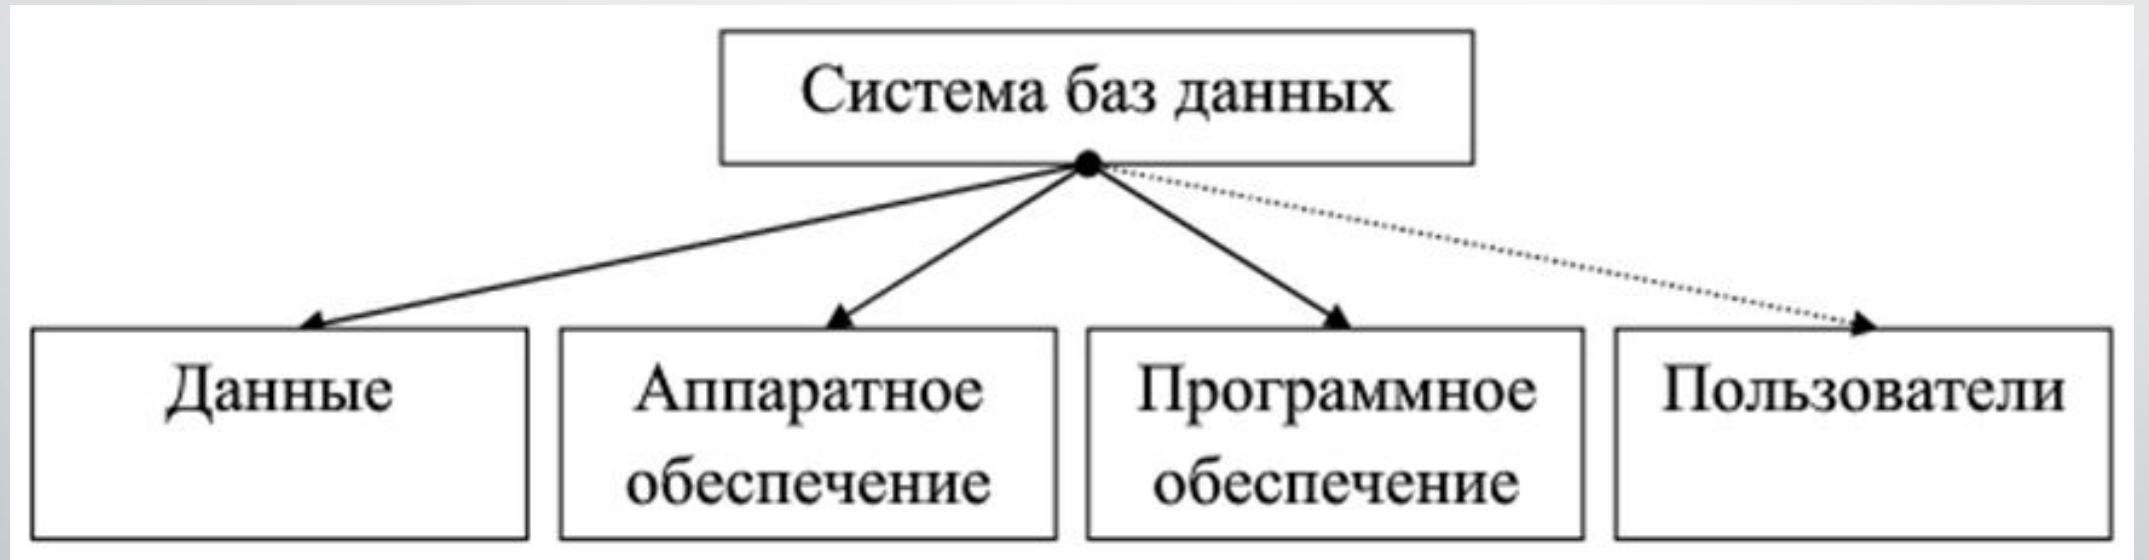 Система баз данных
Данные
Аппаратное
обеспечение
Программное
обеспечение
Пользователи